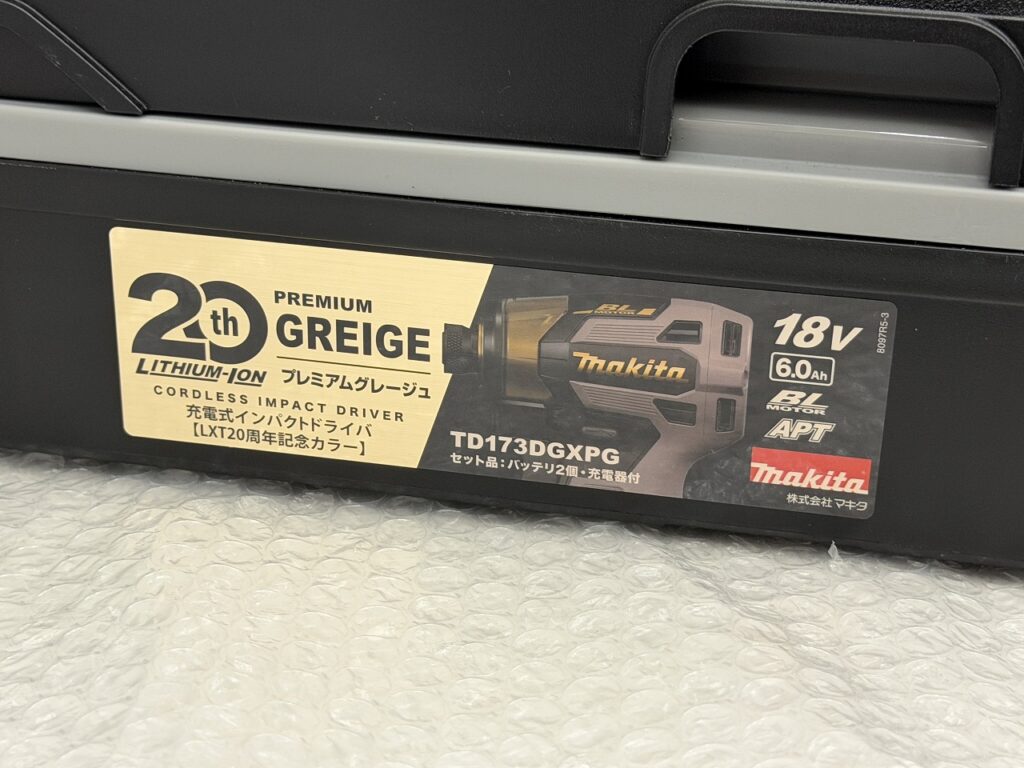 20th
LITHIUM-ION
PREMIUM
GREIGE
プレミアムグレージュ
CORDLESS IMPACT DRIVER
充電式インパクトドライバ
【LXT20周年記念カラー】
BL
MOTOR
makita
TD173DGXPG
セット品：バッテリ2個・充電器付
18V
6.0Ah
BL
MOTOR
APT
makita
株式会社 マキタ
8097R5-3